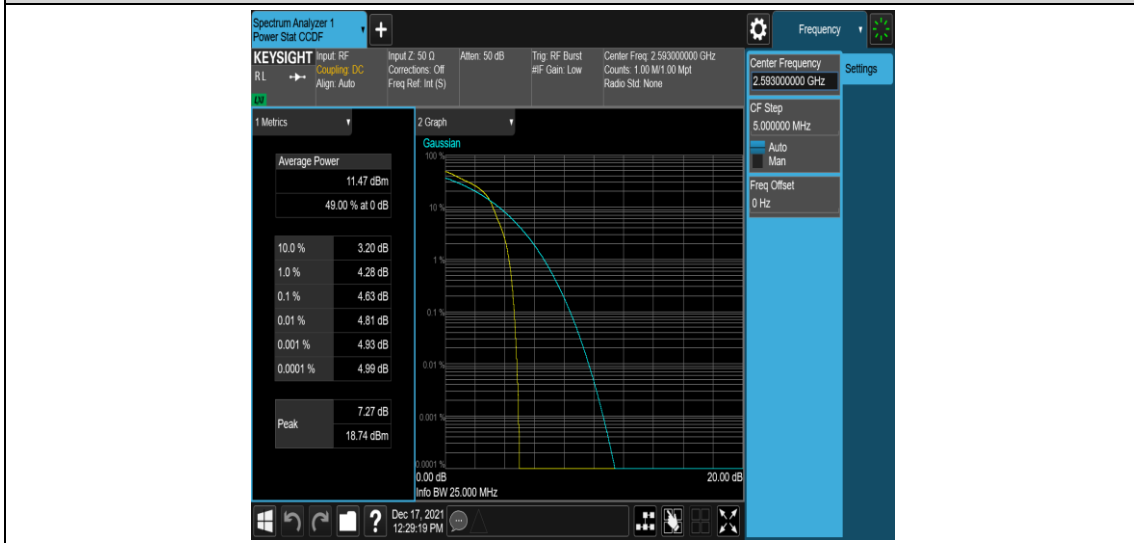 Spectrum Analyzer 1
Power Stat CCDF
+
Frequency
KEYSIGHT
RL
Input: RF
Coupling: DC
Align: Auto
Input Z: 50 Ω
Corrections: Off
Freq Ref: Int (S)
Atten: 50 dB
Trig: RF Burst
#IF Gain: Low
Center Freq: 2.593000000 GHz
Counts: 1.00 M/1.00 Mpt
Radio Std: None
Center Frequency
2.593000000 GHz
Settings
CF Step
5.000000 MHz
Auto
Man
Freq Offset
0 Hz
1 Metrics
Average Power
11.47 dBm
49.00 % at 0 dB
10.0 % 3.20 dB
1.0 % 4.28 dB
0.1 % 4.63 dB
0.01 % 4.81 dB
0.001 % 4.93 dB
0.0001 % 4.99 dB
Peak
7.27 dB
18.74 dBm
2 Graph
Gaussian
100 %
10 %
1 %
0.1 %
0.01 %
0.001 %
0.0001 %
0.00 dB 20.00 dB
Info BW 25.000 MHz
?
Dec 17, 2021
12:29:19 PM